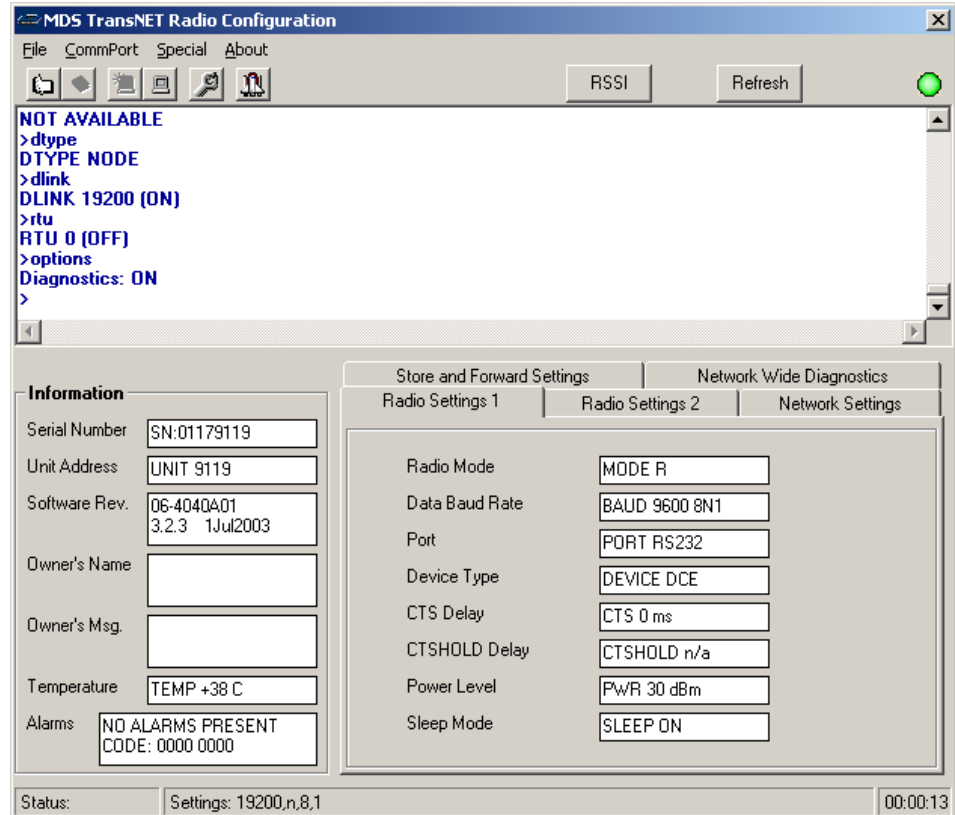 MDS TransNET Radio Configuration
File CommPort Special About
RSSI Refresh
NOT AVAILABLE
>dtype
DTYPE NODE
>dlink
DLINK 19200 (ON)
>rtu
RTU 0 (OFF)
>options
Diagnostics: ON
>
Information
Serial Number SN:01179119
Unit Address UNIT 9119
Software Rev. 06-4040A01
3.2.3 1Jul2003
Owner's Name
Owner's Msg.
Temperature TEMP +38 C
Alarms NO ALARMS PRESENT
CODE: 0000 0000
Store and Forward Settings Network Wide Diagnostics
Radio Settings 1 Radio Settings 2 Network Settings
Radio Mode MODE R
Data Baud Rate BAUD 9600 8N1
Port PORT RS232
Device Type DEVICE DCE
CTS Delay CTS 0 ms
CTSHOLD Delay CTSHOLD n/a
Power Level PWR 30 dBm
Sleep Mode SLEEP ON
Status: Settings: 19200,n,8,1 00:00:13